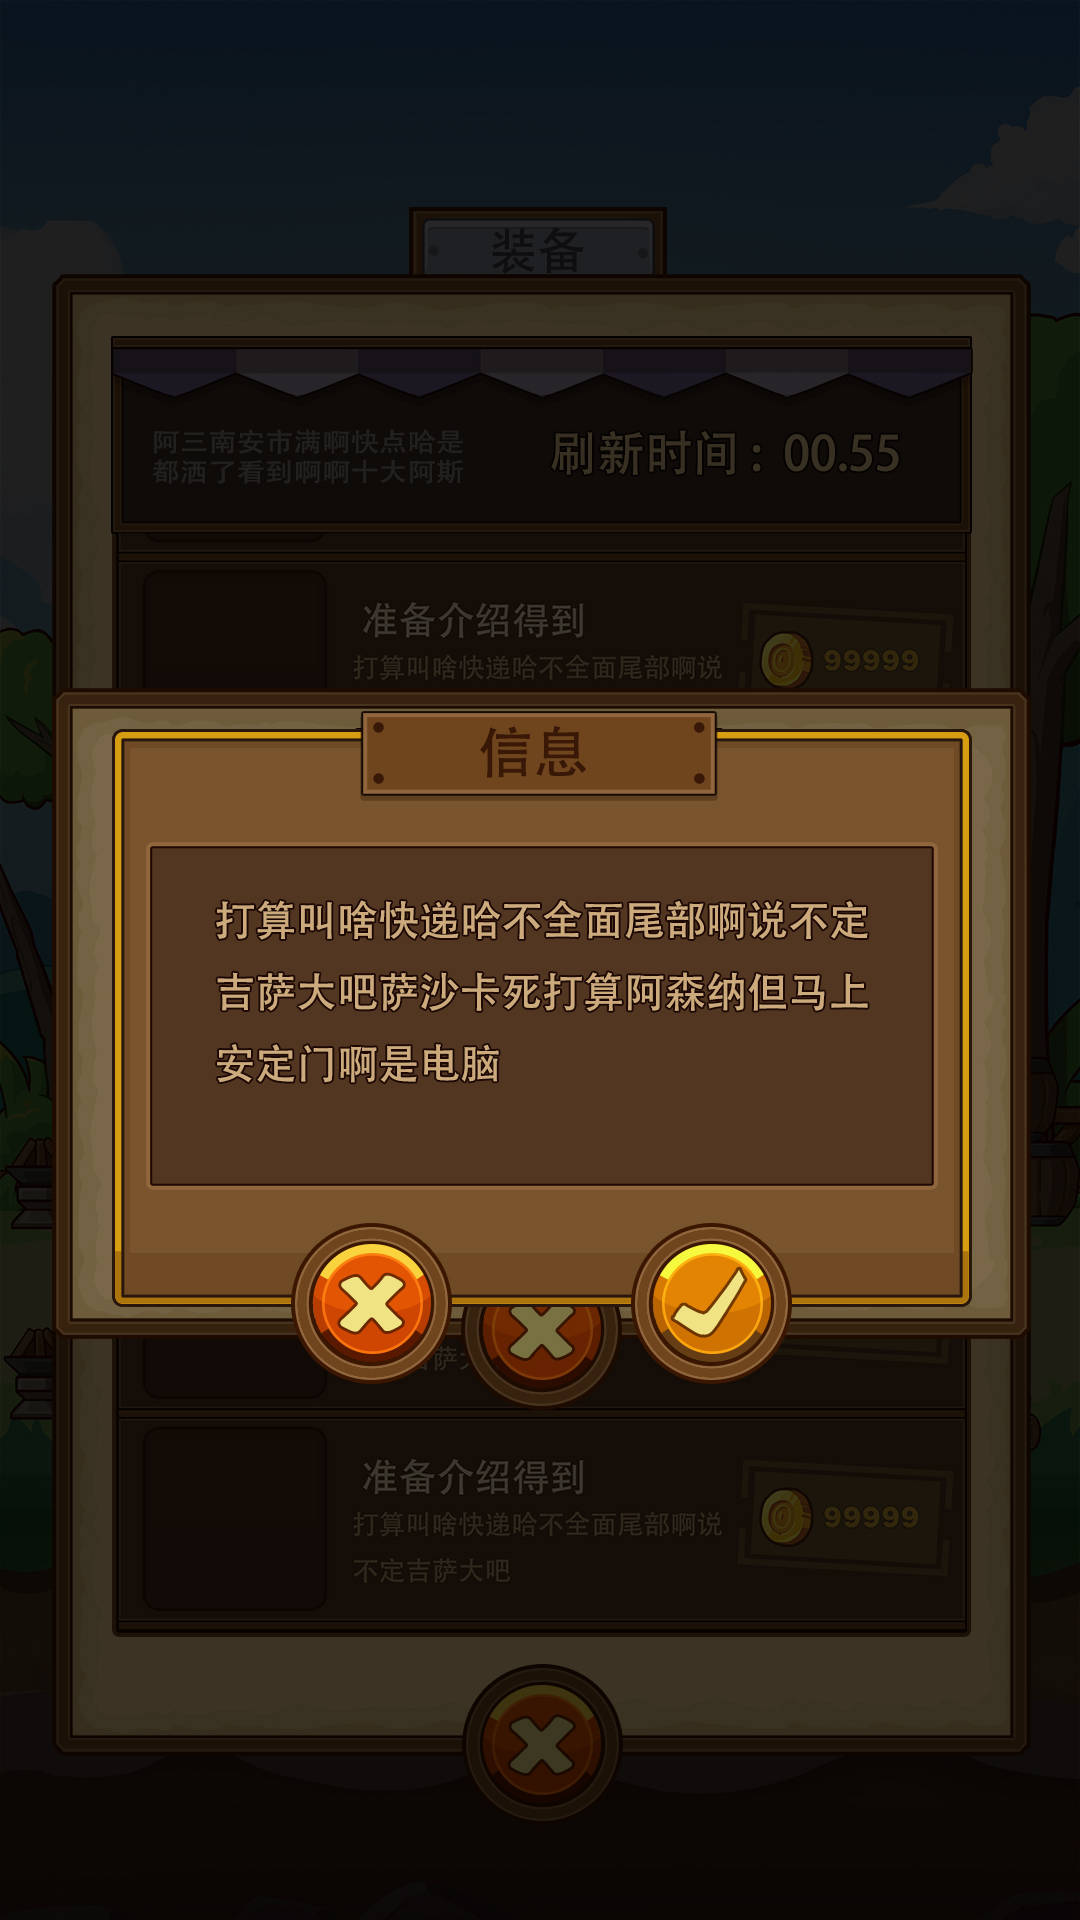 装备
阿三南安市满啊快点哈是
都洒了看到啊啊十大阿斯
刷新时间：00.55
准备介绍得到
打算叫啥快递哈不全面尾部啊说
99999
信息
打算叫啥快递哈不全面尾部啊说不定
吉萨大吧萨沙卡死打算阿森纳但马上
安定门啊是电脑
吉萨大
准备介绍得到
打算叫啥快递哈不全面尾部啊说
不定吉萨大吧
99999